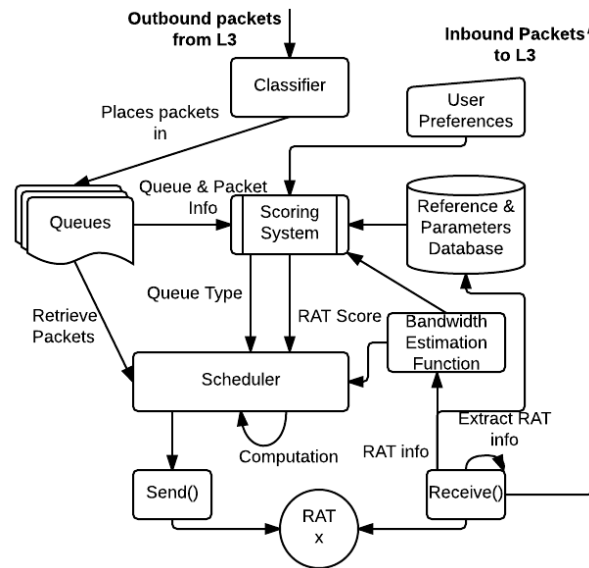 Outbound packets
from L3
Inbound Packets
to L3
Classifier
User
Preferences
Places packets
in
Queue & Packet
Info
Queues
Scoring
System
Reference &
Parameters
Database
Queue Type
RAT Score
Retrieve
Packets
Bandwidth
Estimation
Function
Scheduler
Computation
RAT info
Extract RAT
info
Send()
RAT
x
Receive()